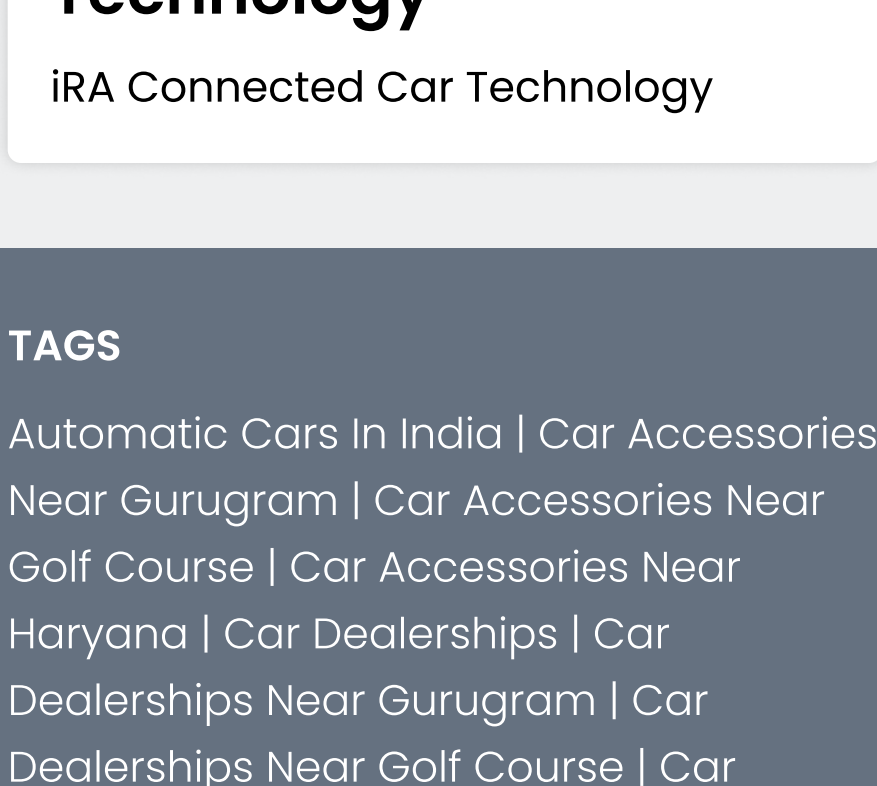 Technology
iRA Connected Car Technology
TAGS
Automatic Cars In India | Car Accessories
Near Gurugram | Car Accessories Near
Golf Course | Car Accessories Near
Haryana | Car Dealerships | Car
Dealerships Near Gurugram | Car
Dealerships Near Golf Course | Car